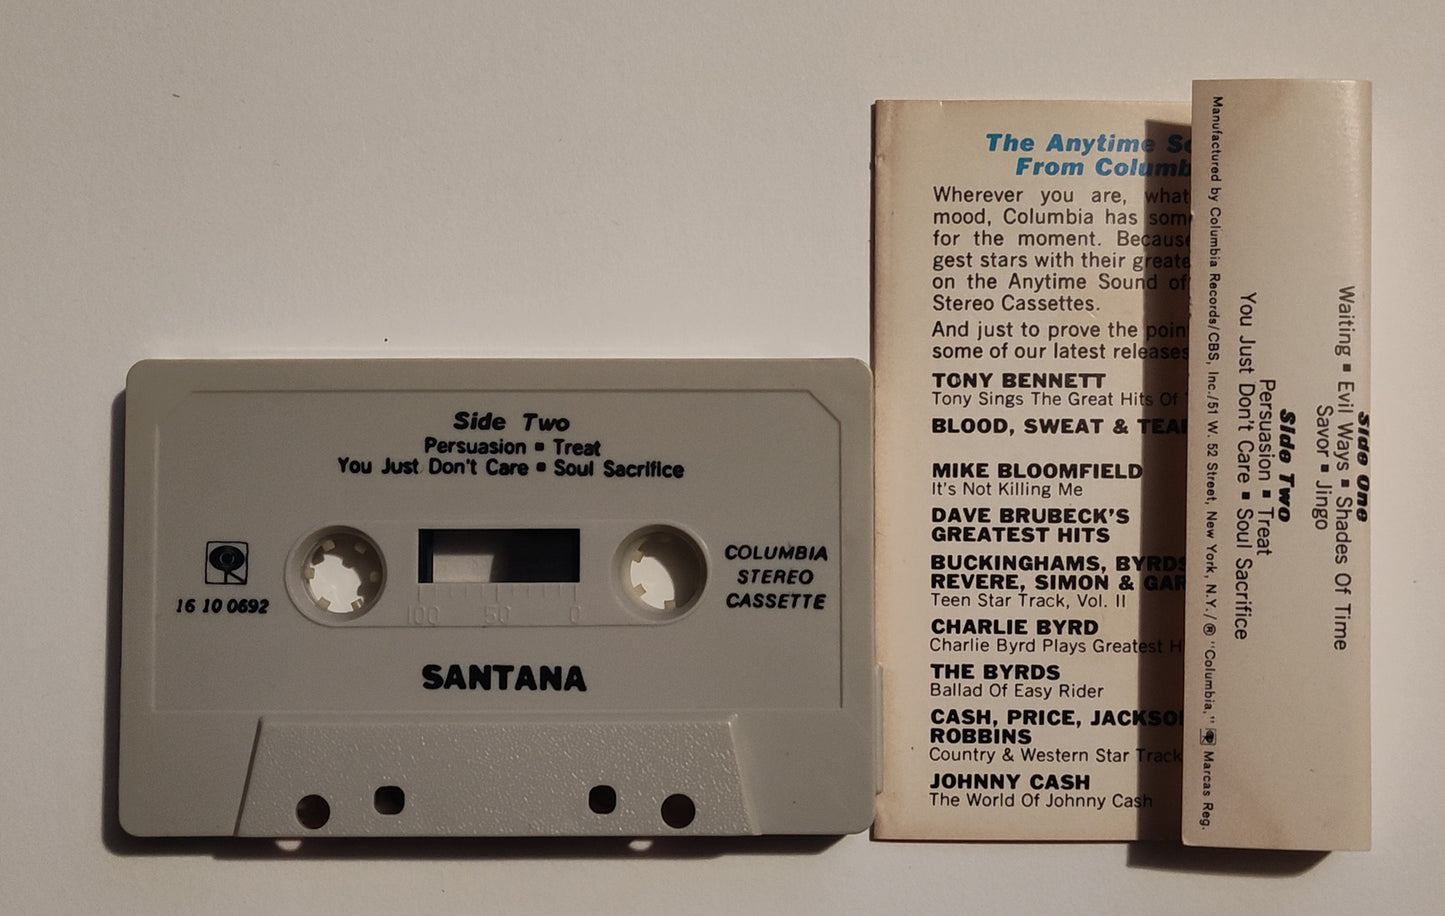 Side Two
Persuasion ▪ Treat
You Just Don't Care ▪ Soul Sacrifice
16 10 0692
COLUMBIA
STEREO
CASSETTE
100 50 0
SANTANA
The Anytime So
From Columb
Wherever you are, what
mood, Columbia has som
for the moment. Because
gest stars with their greate
on the Anytime Sound of
Stereo Cassettes.
And just to prove the poin
some of our latest releases
TONY BENNETT
Tony Sings The Great Hits Of
BLOOD, SWEAT & TEAR
MIKE BLOOMFIELD
It's Not Killing Me
DAVE BRUBECK'S
GREATEST HITS
BUCKINGHAMS, BYRDS
REVERE, SIMON & GAR
Teen Star Track, Vol. II
CHARLIE BYRD
Charlie Byrd Plays Greatest H
THE BYRDS
Ballad Of Easy Rider
CASH, PRICE, JACKSON
ROBBINS
Country & Western Star Track
JOHNNY CASH
The World Of Johnny Cash
Side One
Waiting ▪ Evil Ways ▪ Shades Of Time
Savor ▪ Jingo
Side Two
Persuasion ▪ Treat
You Just Don't Care ▪ Soul Sacrifice
Manufactured by Columbia Records/CBS, Inc./51 W. 52 Street, New York, N.Y./® "Columbia," Marcas Reg.